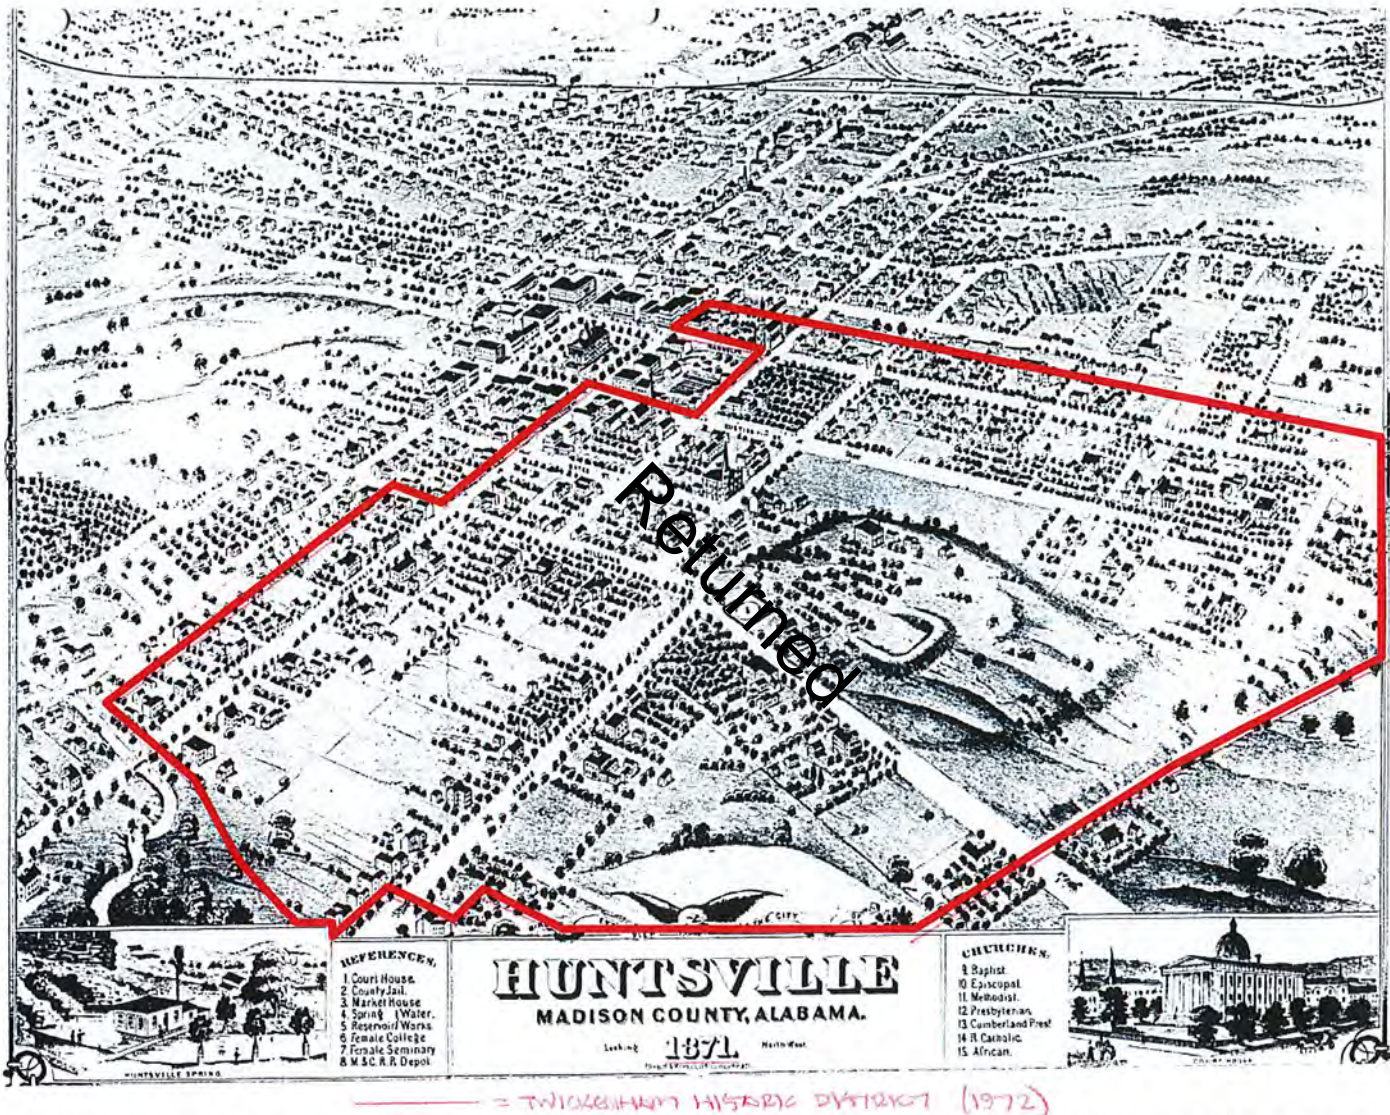 Returned
HUNTSVILLE SPRING.
REFERENCES.
1. Court House.
2. County Jail.
3. Market House
4. Spring } Water.
5. Reservoir } Works.
6. Female College
7. Female Seminary
8. M & C. R. R. Depot.
HUNTSVILLE
MADISON COUNTY, ALABAMA.
Looking 1871. North West.
CHURCHES.
9. Baptist.
10 Episcopal.
11. Methodist.
12 Presbyterian.
13 Cumberland Presb
14 R. Catholic.
15 African.
COURT HOUSE
= TWICKENHAM HISTORIC DISTRICT (1972)